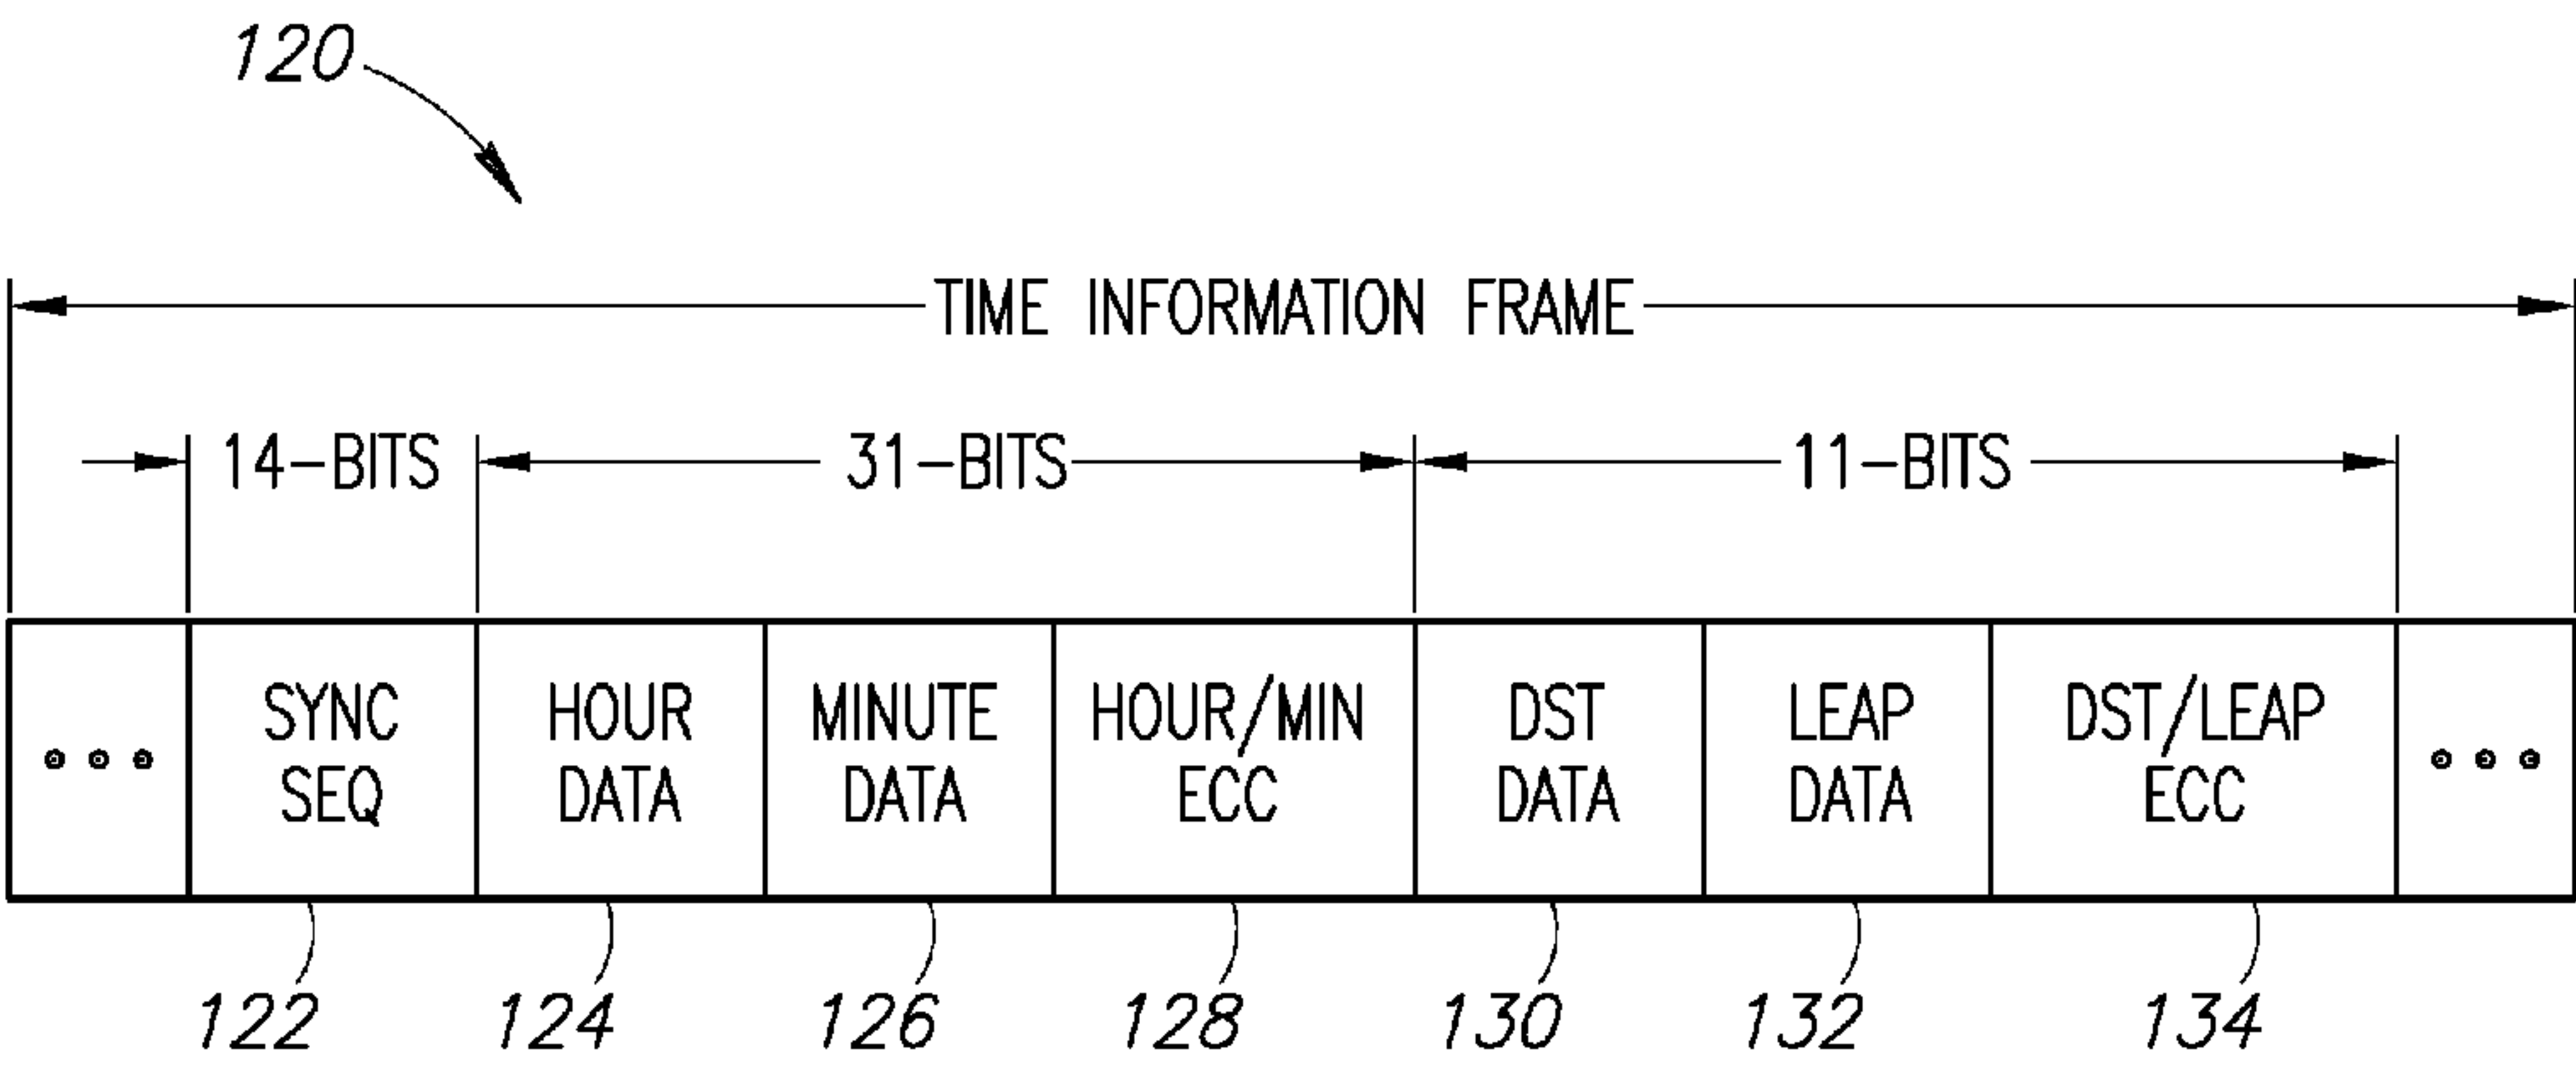 120
TIME INFORMATION FRAME
14-BITS 31-BITS 11-BITS
SYNC SEQ
HOUR DATA
MINUTE DATA
HOUR/MIN ECC
DST DATA
LEAP DATA
DST/LEAP ECC
122 124 126 128 130 132 134